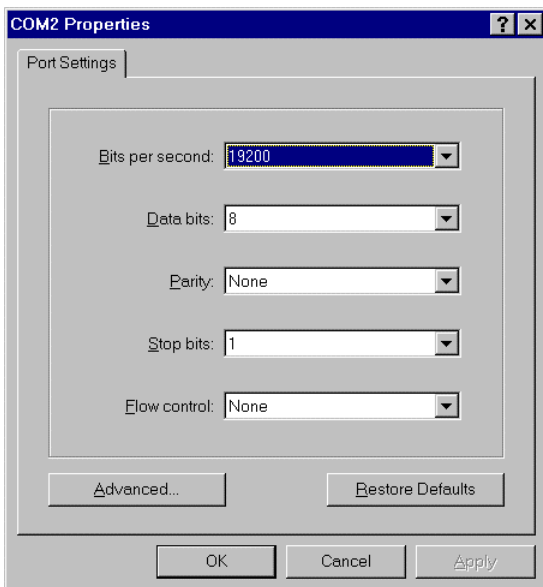 COM2 Properties
Port Settings
Bits per second: 19200
Data bits: 8
Parity: None
Stop bits: 1
Flow control: None
Advanced... Restore Defaults
OK Cancel Apply